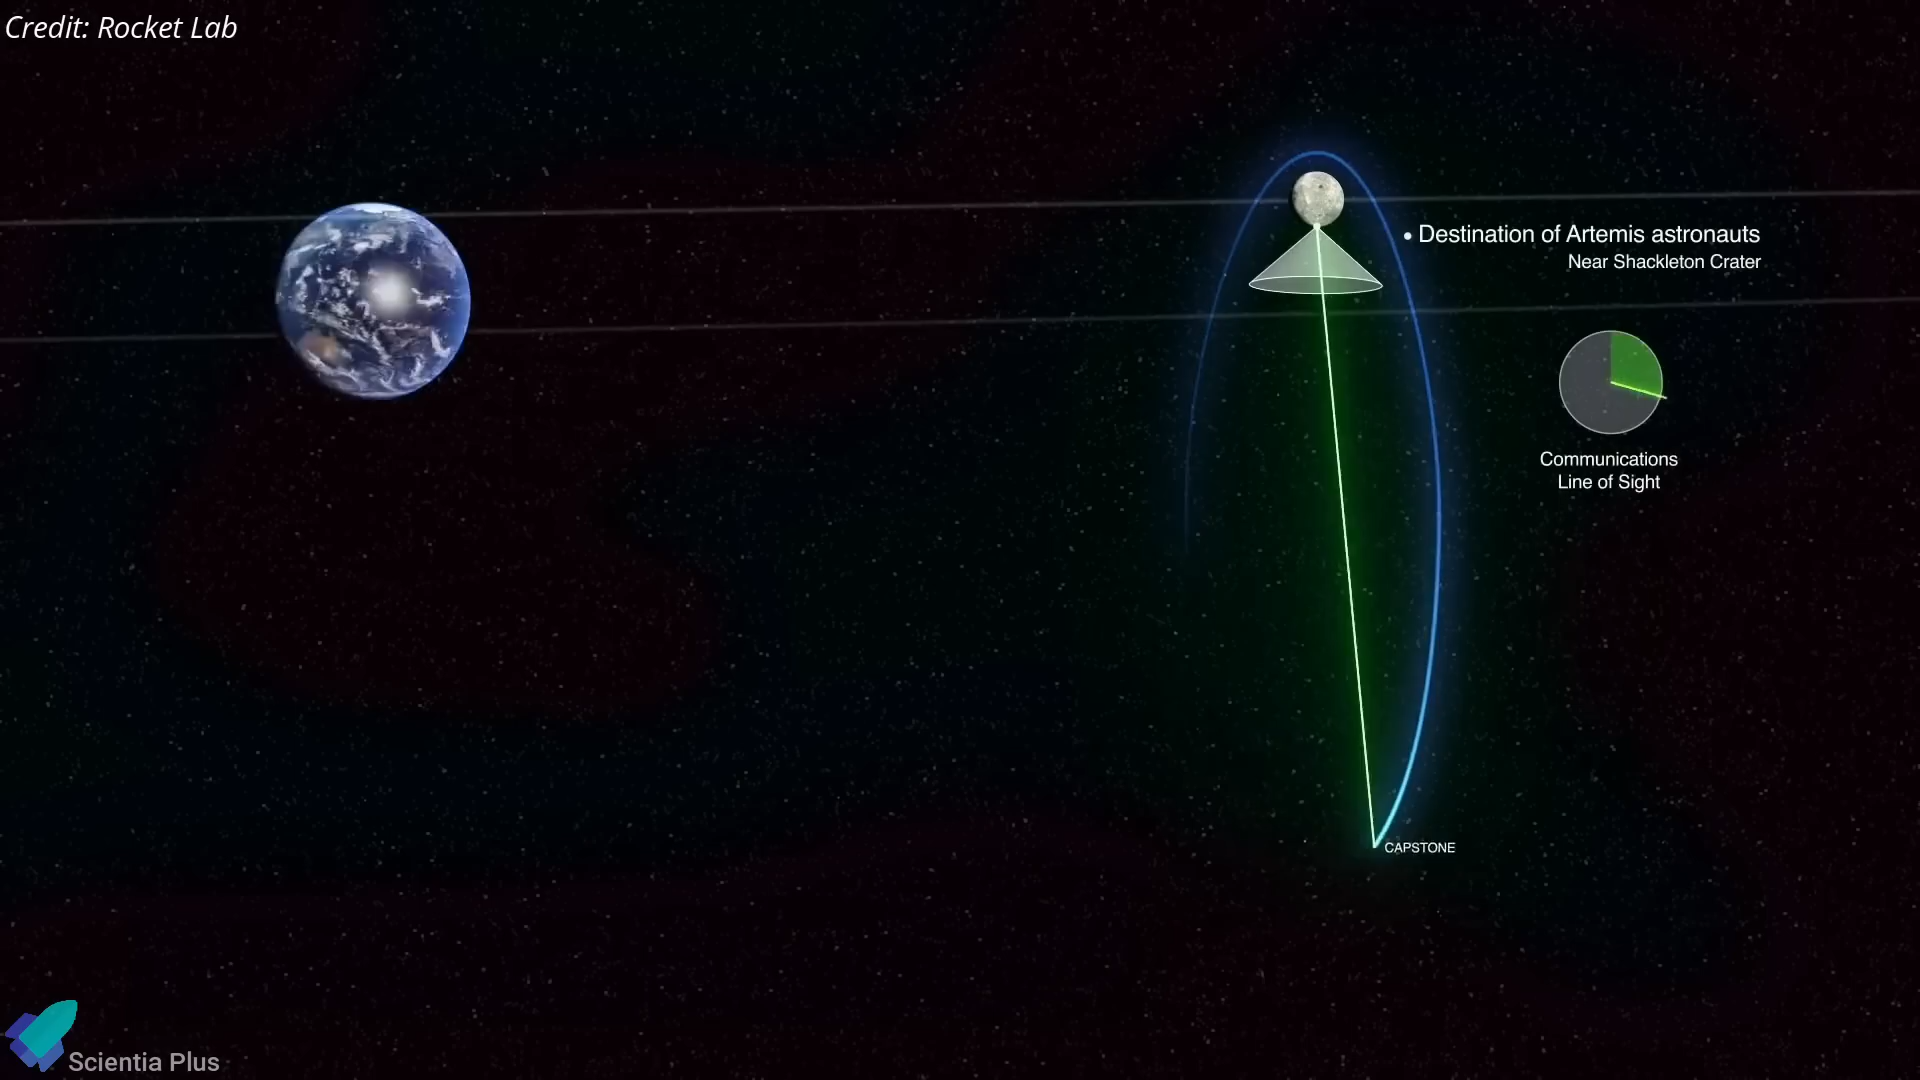 Credit: Rocket Lab
• Destination of Artemis astronauts
Near Shackleton Crater
Communications
Line of Sight
CAPSTONE
Scientia Plus